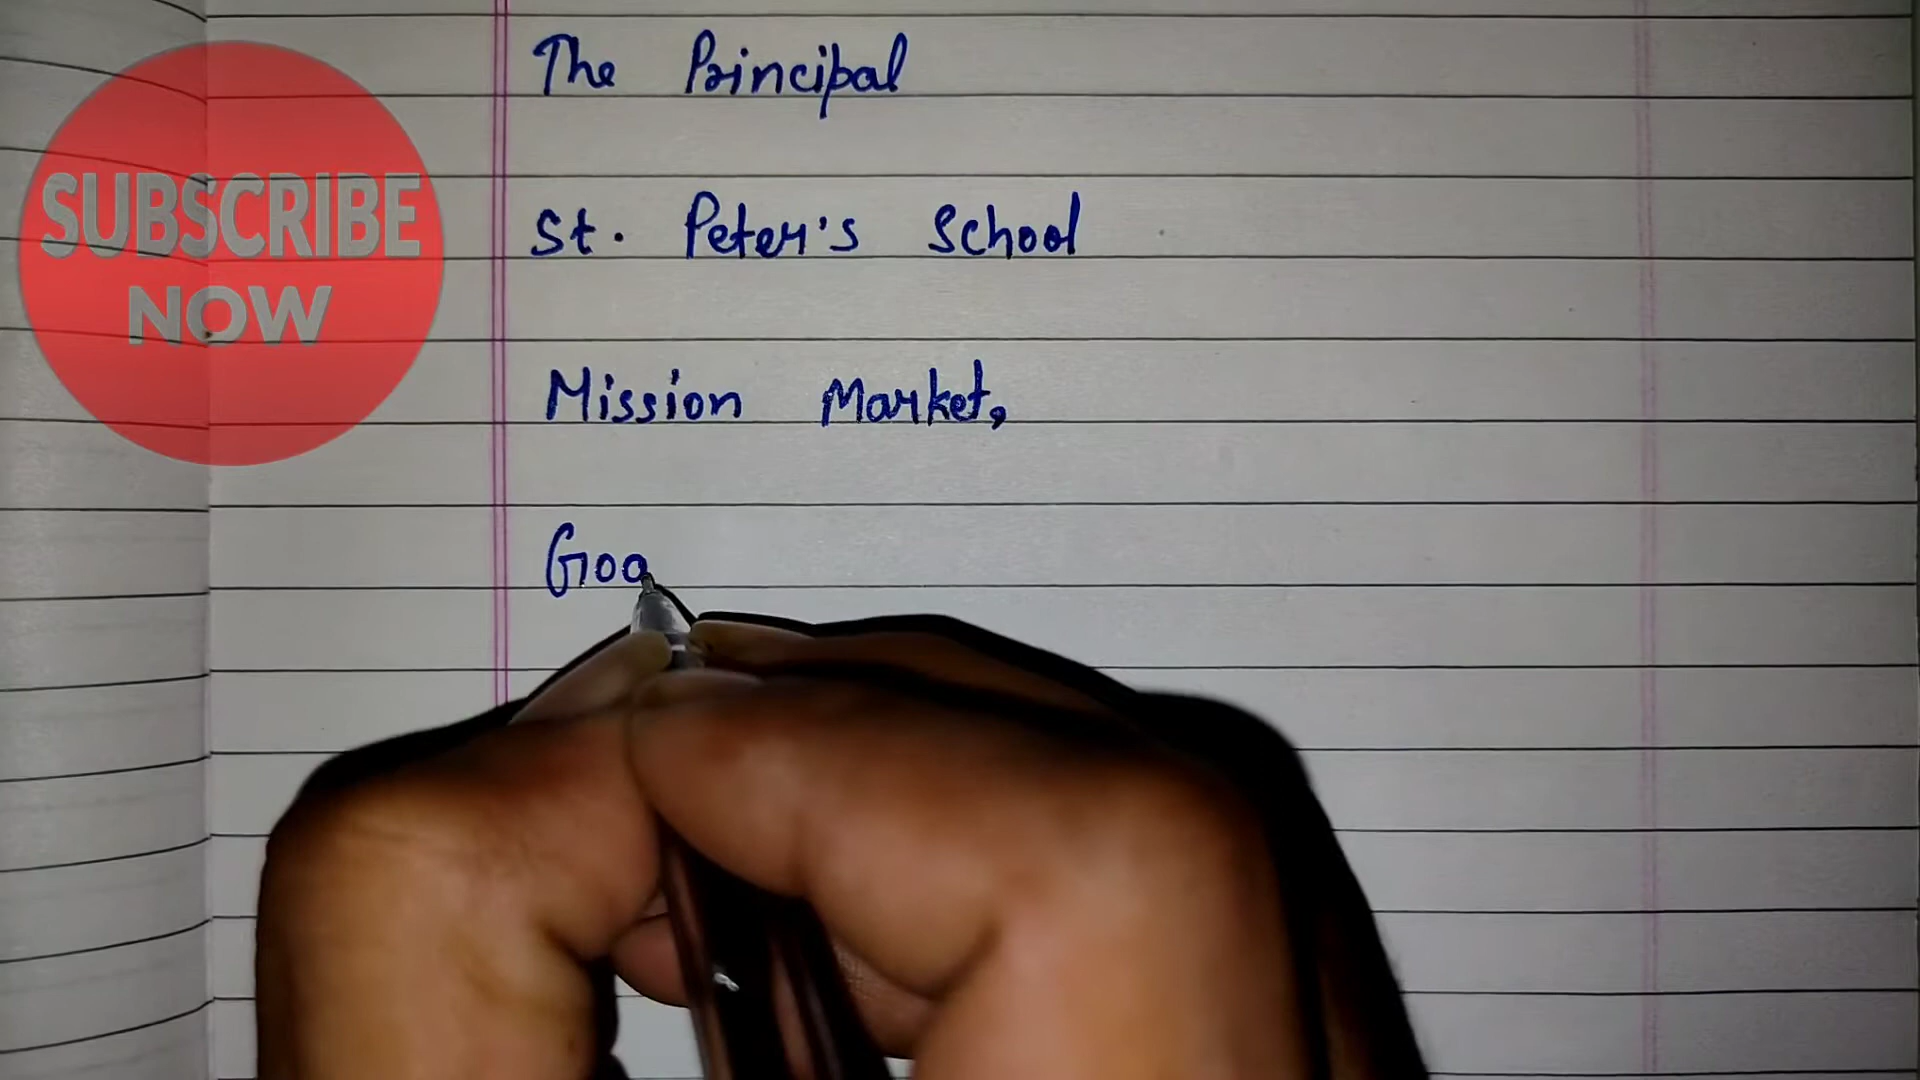 The Principal
St. Peter's School
Mission Market,
Goa
SUBSCRIBE
NOW